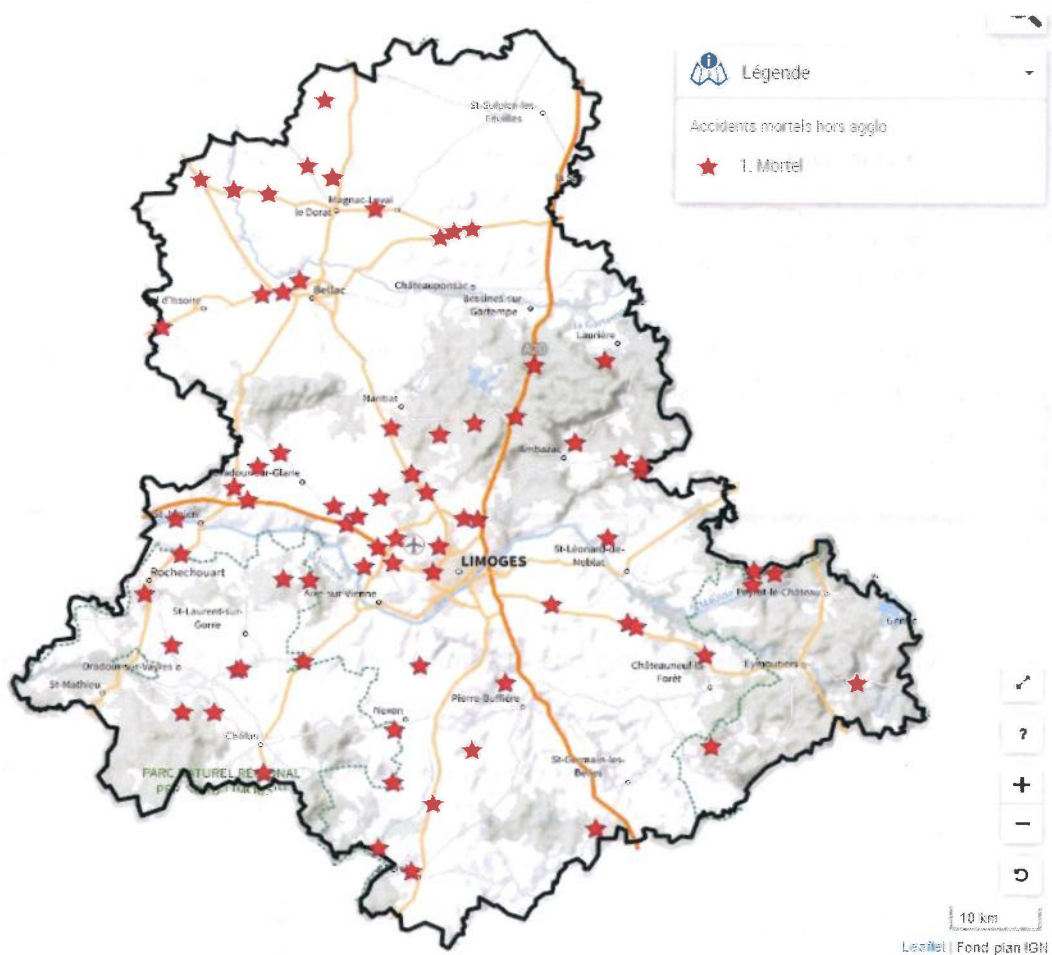 Légende
Accidents mortels hors agglo
1. Mortel
St-Sulpice-les-
Feuilles
Magnac-Laval
le Dorat
Châteauponsac
Bellac
d'Issoire
Bessines-sur
Gartempe
Laurière
A20
Nantiat
Ambazac
sur-Glane
St-Junien
LIMOGES
St-Léonard-de-
Noblat
Rochechouart
Aixe-sur-Vienne
Peyrat-le-Château
St-Laurent-sur-
Gorre
Oradour-sur-Vayres
St-Mathieu
Châteauneuf-la-
Forêt
Eymoutiers
Pierre-Buffière
Nexon
Châlus
St-Germain-les-
Belles
PARC NATUREL RÉGIONAL
?
+
−
10 km
Leaflet | Fond plan IGN